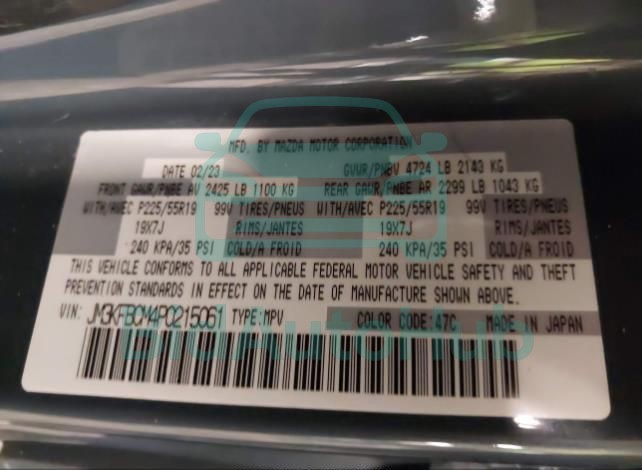 MFD. BY MAZDA MOTOR CORPORATION
DATE 02/23 GVWR/PNBV 4724 LB 2143 KG
FRONT GAWR/PNBE AV 2425 LB 1100 KG REAR GAWR/PNBE AR 2299 LB 1043 KG
WITH/AVEC P225/55R19 99V TIRES/PNEUS WITH/AVEC P225/55R19 99V TIRES/PNEUS
19X7J RIMS/JANTES 19X7J RIMS/JANTES
240 KPA/35 PSI COLD/A FROID 240 KPA/35 PSI COLD/A FROID
THIS VEHICLE CONFORMS TO ALL APPLICABLE FEDERAL MOTOR VEHICLE SAFETY AND THEFT
PREVENTION STANDARDS IN EFFECT ON THE DATE OF MANUFACTURE SHOWN ABOVE.
VIN: JM3KFBCM4P0215061 TYPE:MPV COLOR CODE:47C MADE IN JAPAN
BidAutoHub